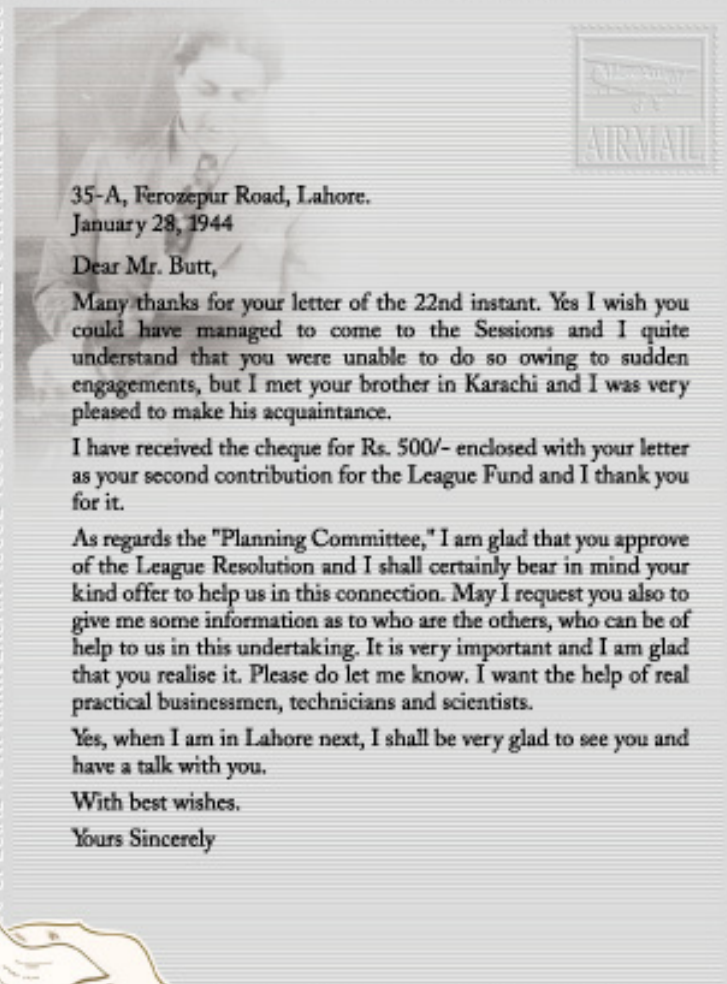 AIRMAIL
35-A, Ferozepur Road, Lahore.
January 28, 1944
Dear Mr. Butt,
Many thanks for your letter of the 22nd instant. Yes I wish you
could have managed to come to the Sessions and I quite
understand that you were unable to do so owing to sudden
engagements, but I met your brother in Karachi and I was very
pleased to make his acquaintance.
I have received the cheque for Rs. 500/- enclosed with your letter
as your second contribution for the League Fund and I thank you
for it.
As regards the "Planning Committee," I am glad that you approve
of the League Resolution and I shall certainly bear in mind your
kind offer to help us in this connection. May I request you also to
give me some information as to who are the others, who can be of
help to us in this undertaking. It is very important and I am glad
that you realise it. Please do let me know. I want the help of real
practical businessmen, technicians and scientists.
Yes, when I am in Lahore next, I shall be very glad to see you and
have a talk with you.
With best wishes.
Yours Sincerely